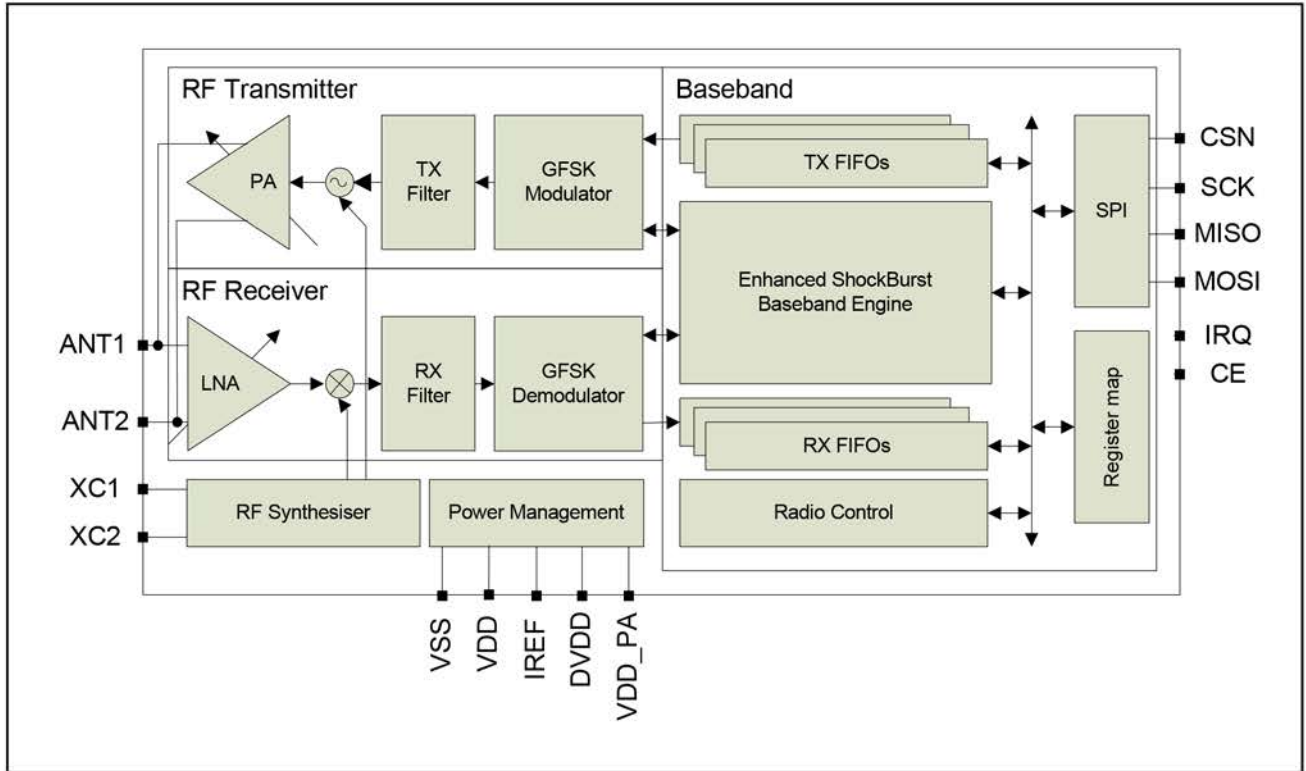 RF Transmitter
PA
TX
Filter
GFSK
Modulator
RF Receiver
LNA
RX
Filter
GFSK
Demodulator
RF Synthesiser
Power Management
Baseband
TX FIFOs
Enhanced ShockBurst
Baseband Engine
RX FIFOs
Radio Control
SPI
Register map
ANT1
ANT2
XC1
XC2
CSN
SCK
MISO
MOSI
IRQ
CE
VSS
VDD
IREF
DVDD
VDD_PA